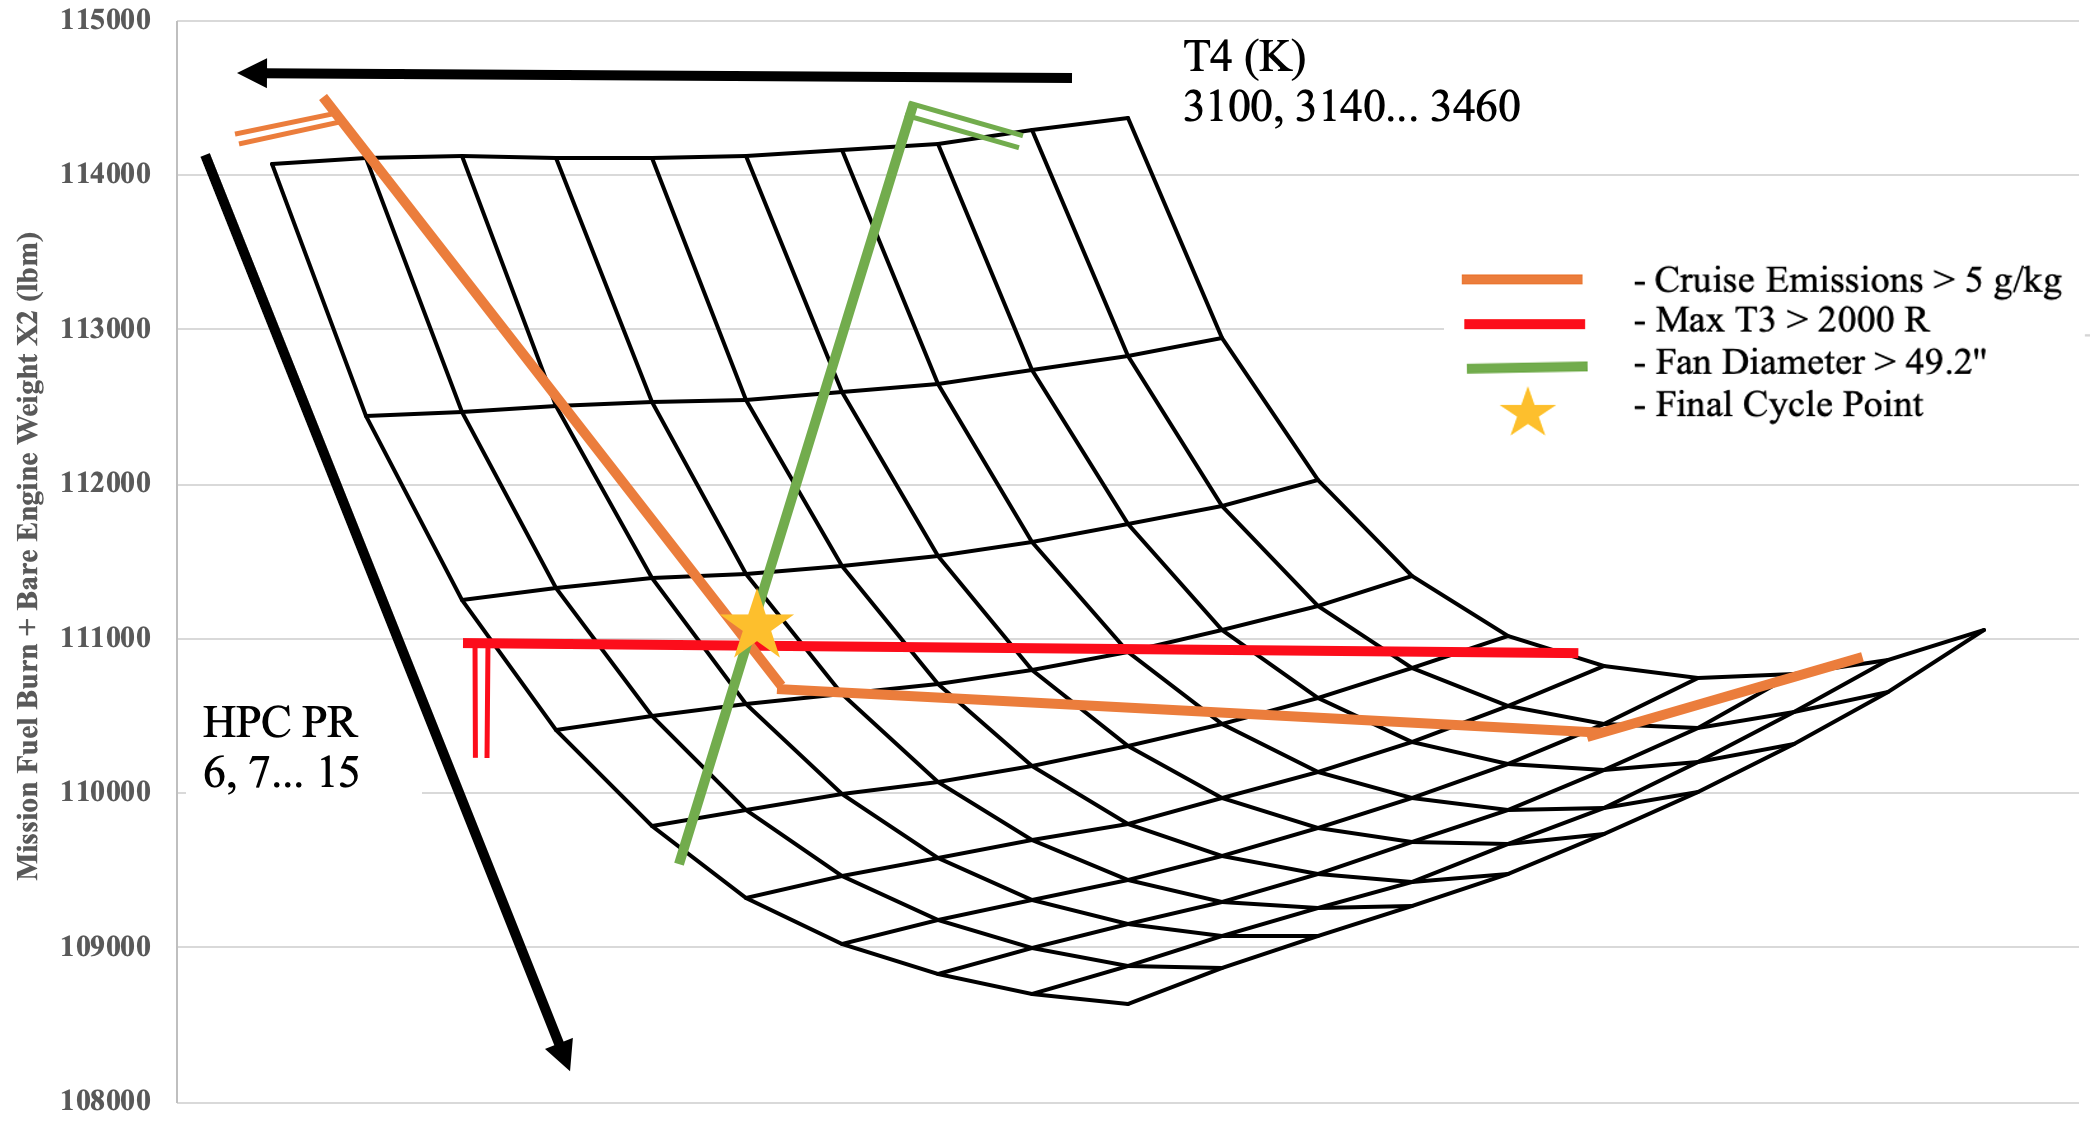 115000
114000
113000
112000
111000
110000
109000
108000
Mission Fuel Burn + Bare Engine Weight X2 (lbm)
T4 (K)
3100, 3140... 3460
- Cruise Emissions > 5 g/kg
- Max T3 > 2000 R
- Fan Diameter > 49.2"
- Final Cycle Point
HPC PR
6, 7... 15